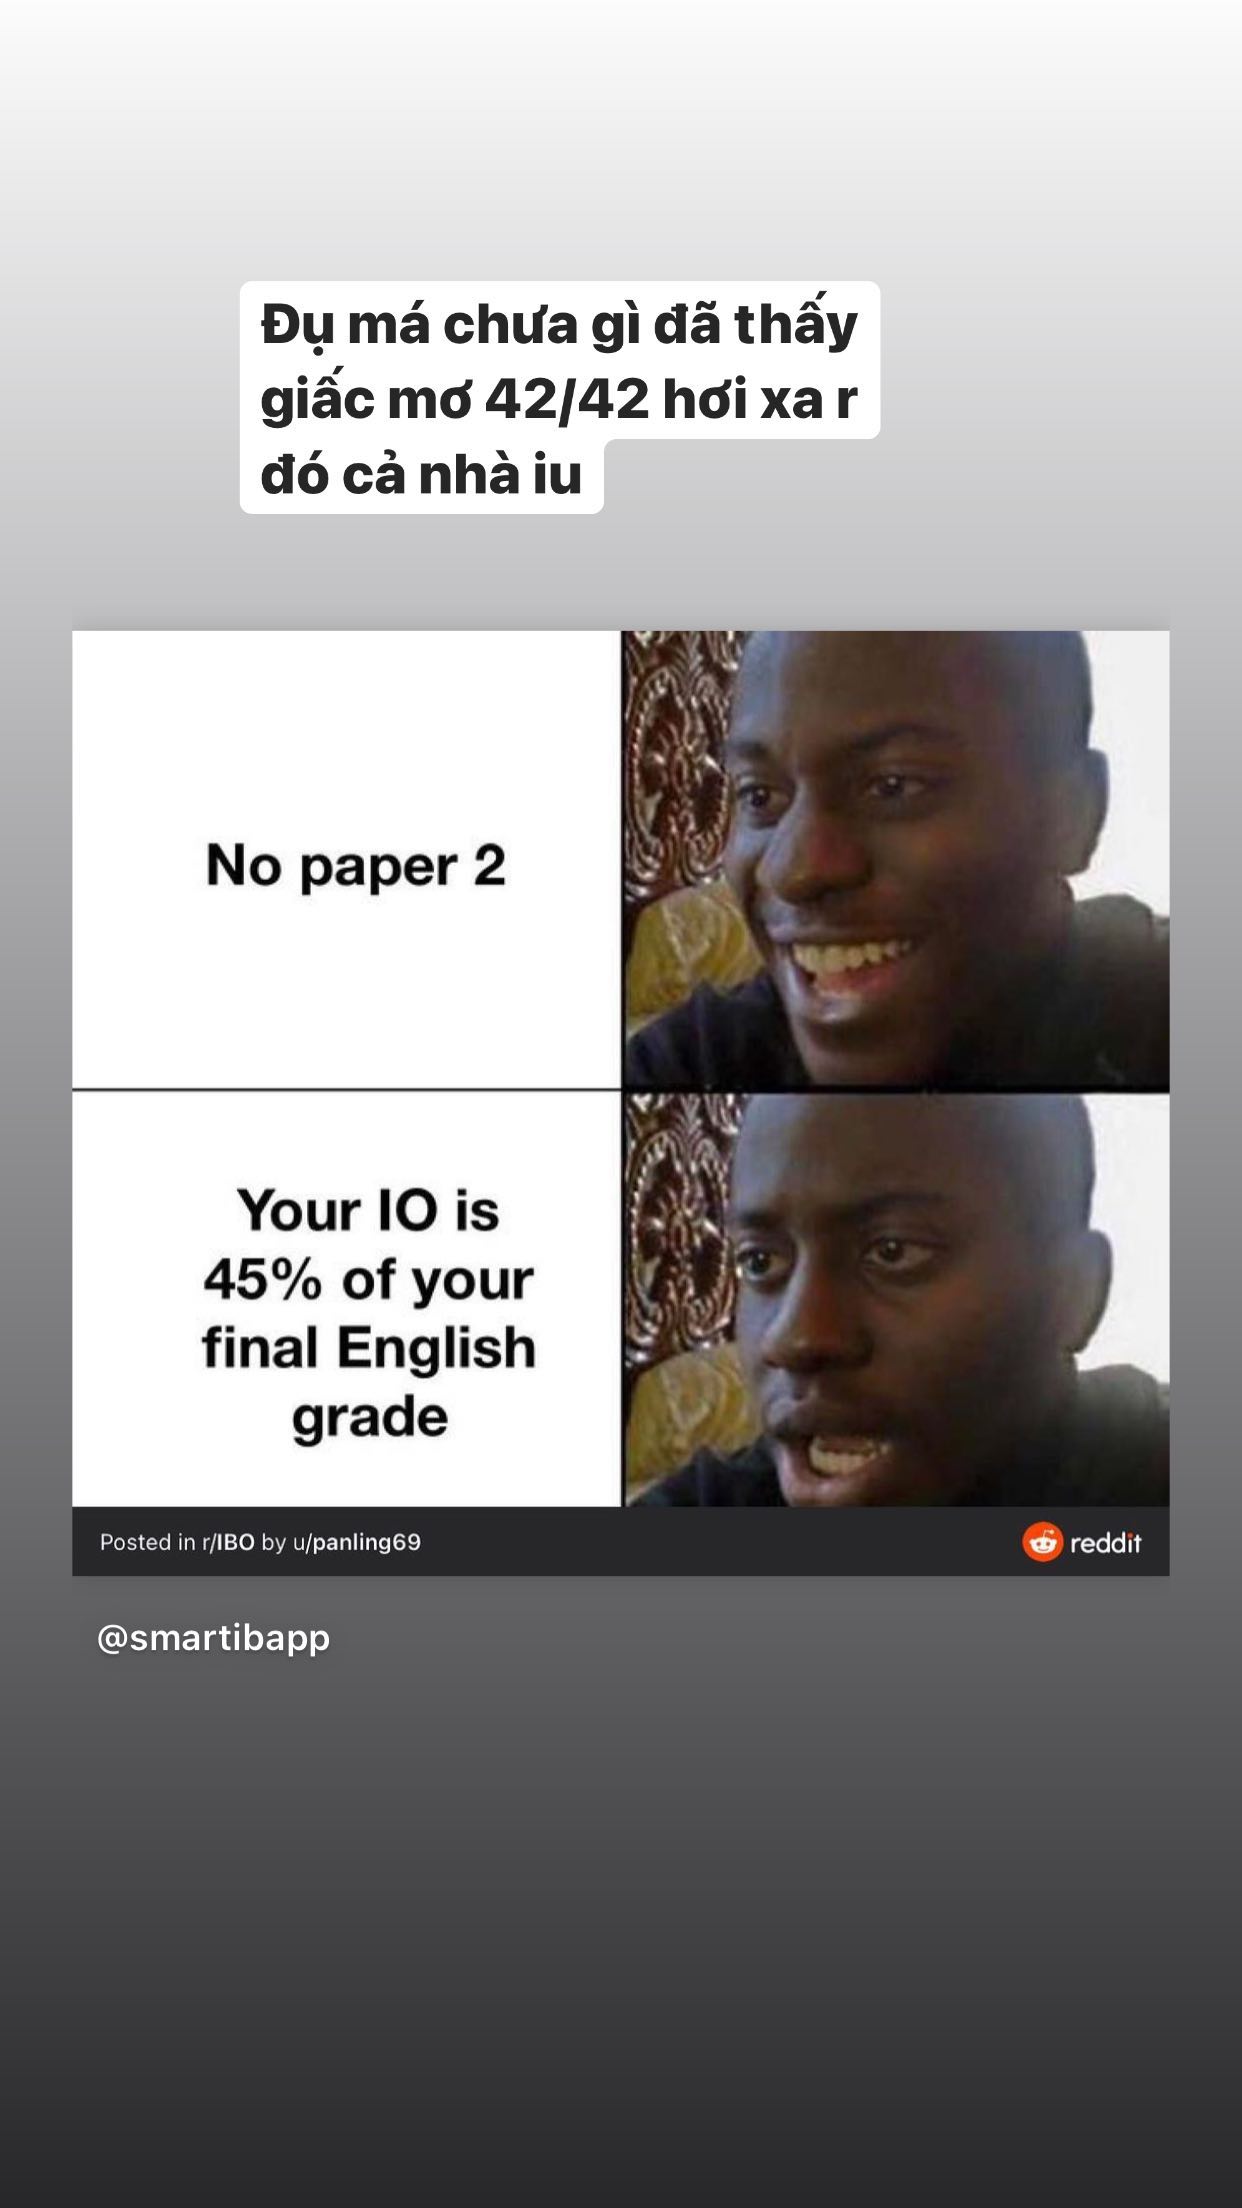 Đụ má chưa gì đã thấy
giấc mơ 42/42 hơi xa r
đó cả nhà iu
No paper 2
Your IO is
45% of your
final English
grade
Posted in r/IBO by u/panling69
reddit
@smartibapp